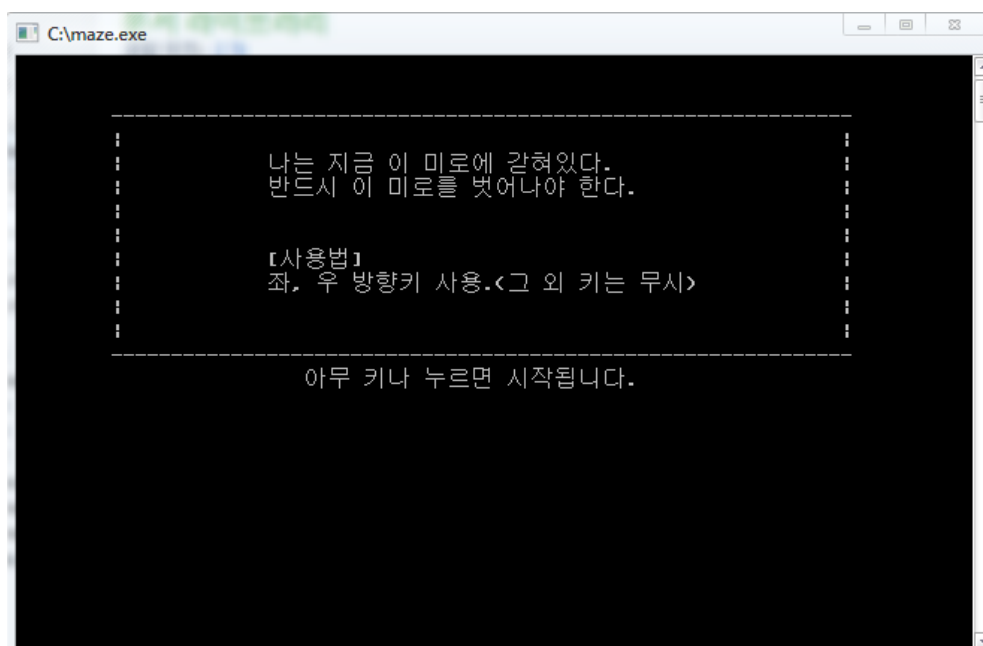 C:\maze.exe
나는 지금 이 미로에 갇혀있다.
반드시 이 미로를 벗어나야 한다.
[사용법]
좌, 우 방향키 사용.<그 외 키는 무시>
아무 키나 누르면 시작됩니다.